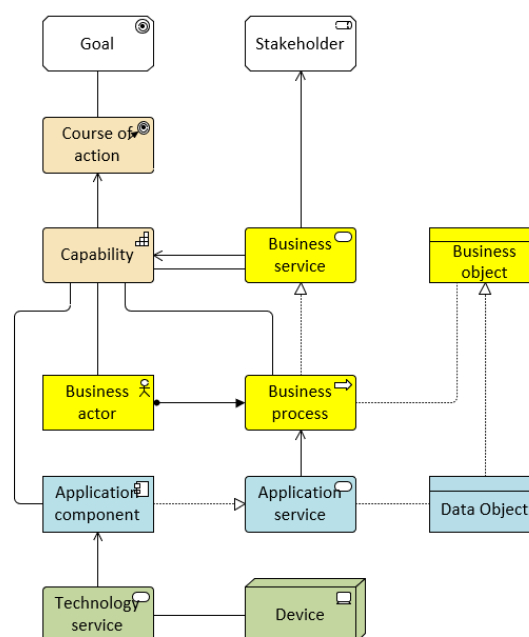 Goal
Stakeholder
Course of
action
Capability
Business
service
Business
object
Business
actor
Business
process
Application
component
Application
service
Data Object
Technology
service
Device